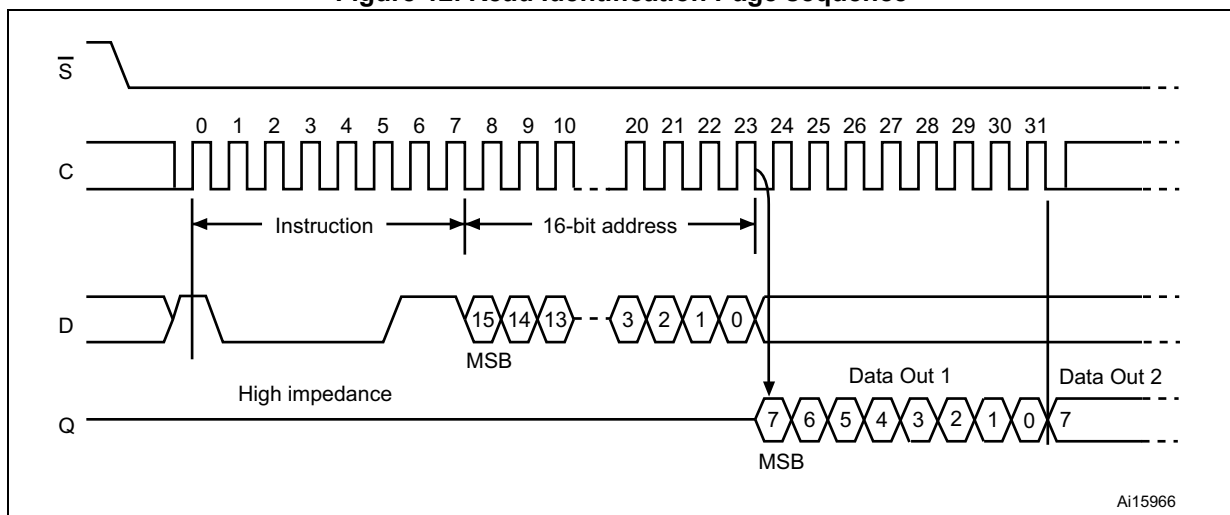 Figure 12. Read Identification Page sequence
S
0 1 2 3 4 5 6 7 8 9 10 20 21 22 23 24 25 26 27 28 29 30 31
C
Instruction 16-bit address
D
15 14 13 3 2 1 0
MSB
High impedance
Data Out 1 Data Out 2
Q
7 6 5 4 3 2 1 0 7
MSB
Ai15966